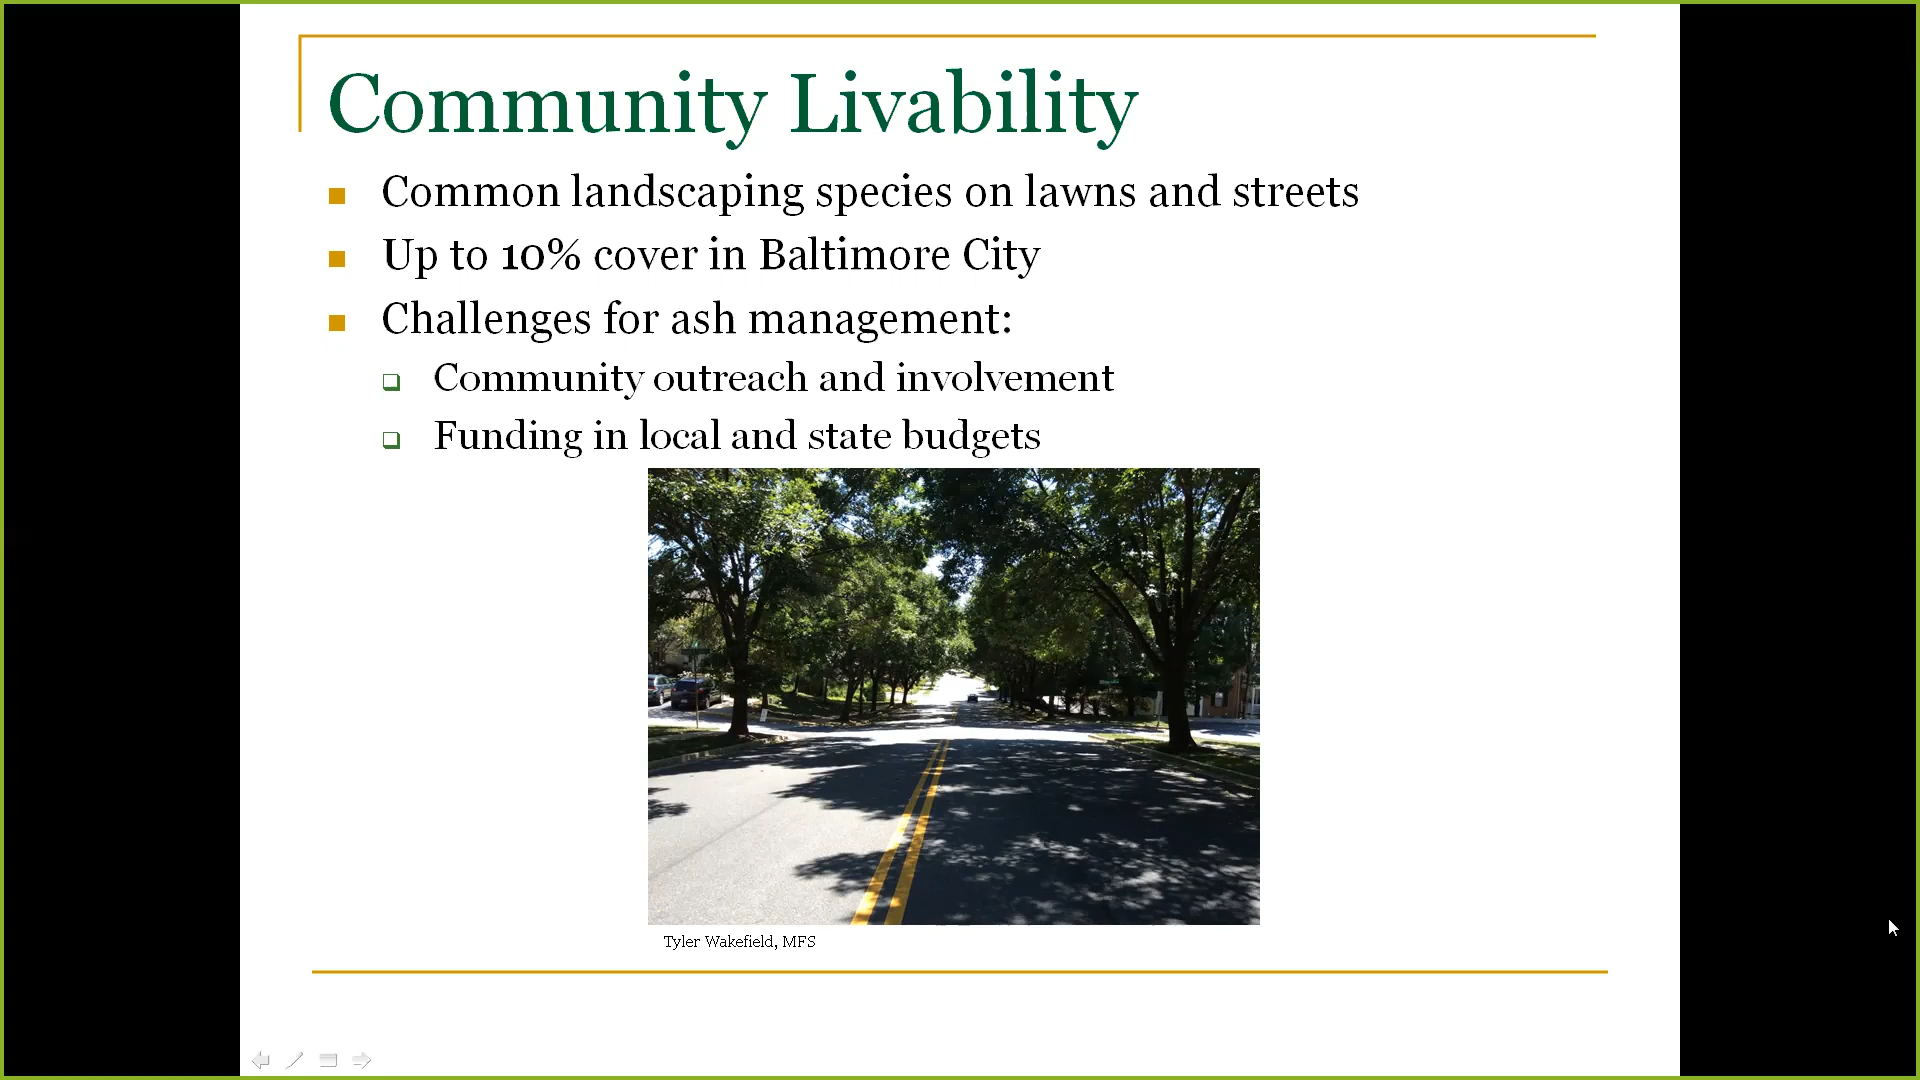 Community Livability
Common landscaping species on lawns and streets
Up to 10% cover in Baltimore City
Challenges for ash management:
Community outreach and involvement
Funding in local and state budgets
Tyler Wakefield, MFS